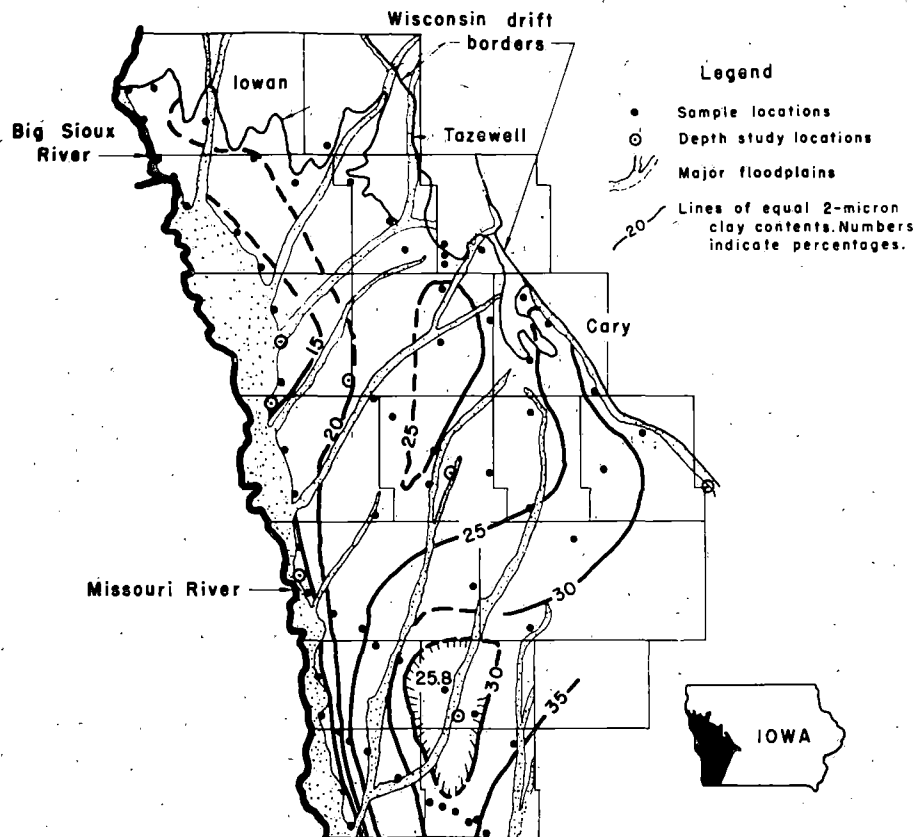 Wisconsin drift
borders
Iowan
Legend
Sample locations
Big Sioux
River
Tazewell
Depth study locations
Major floodplains
20
Lines of equal 2-micron
clay contents. Numbers
indicate percentages.
Cary
15
20
25
25
30
Missouri River
25.8
30
35
IOWA